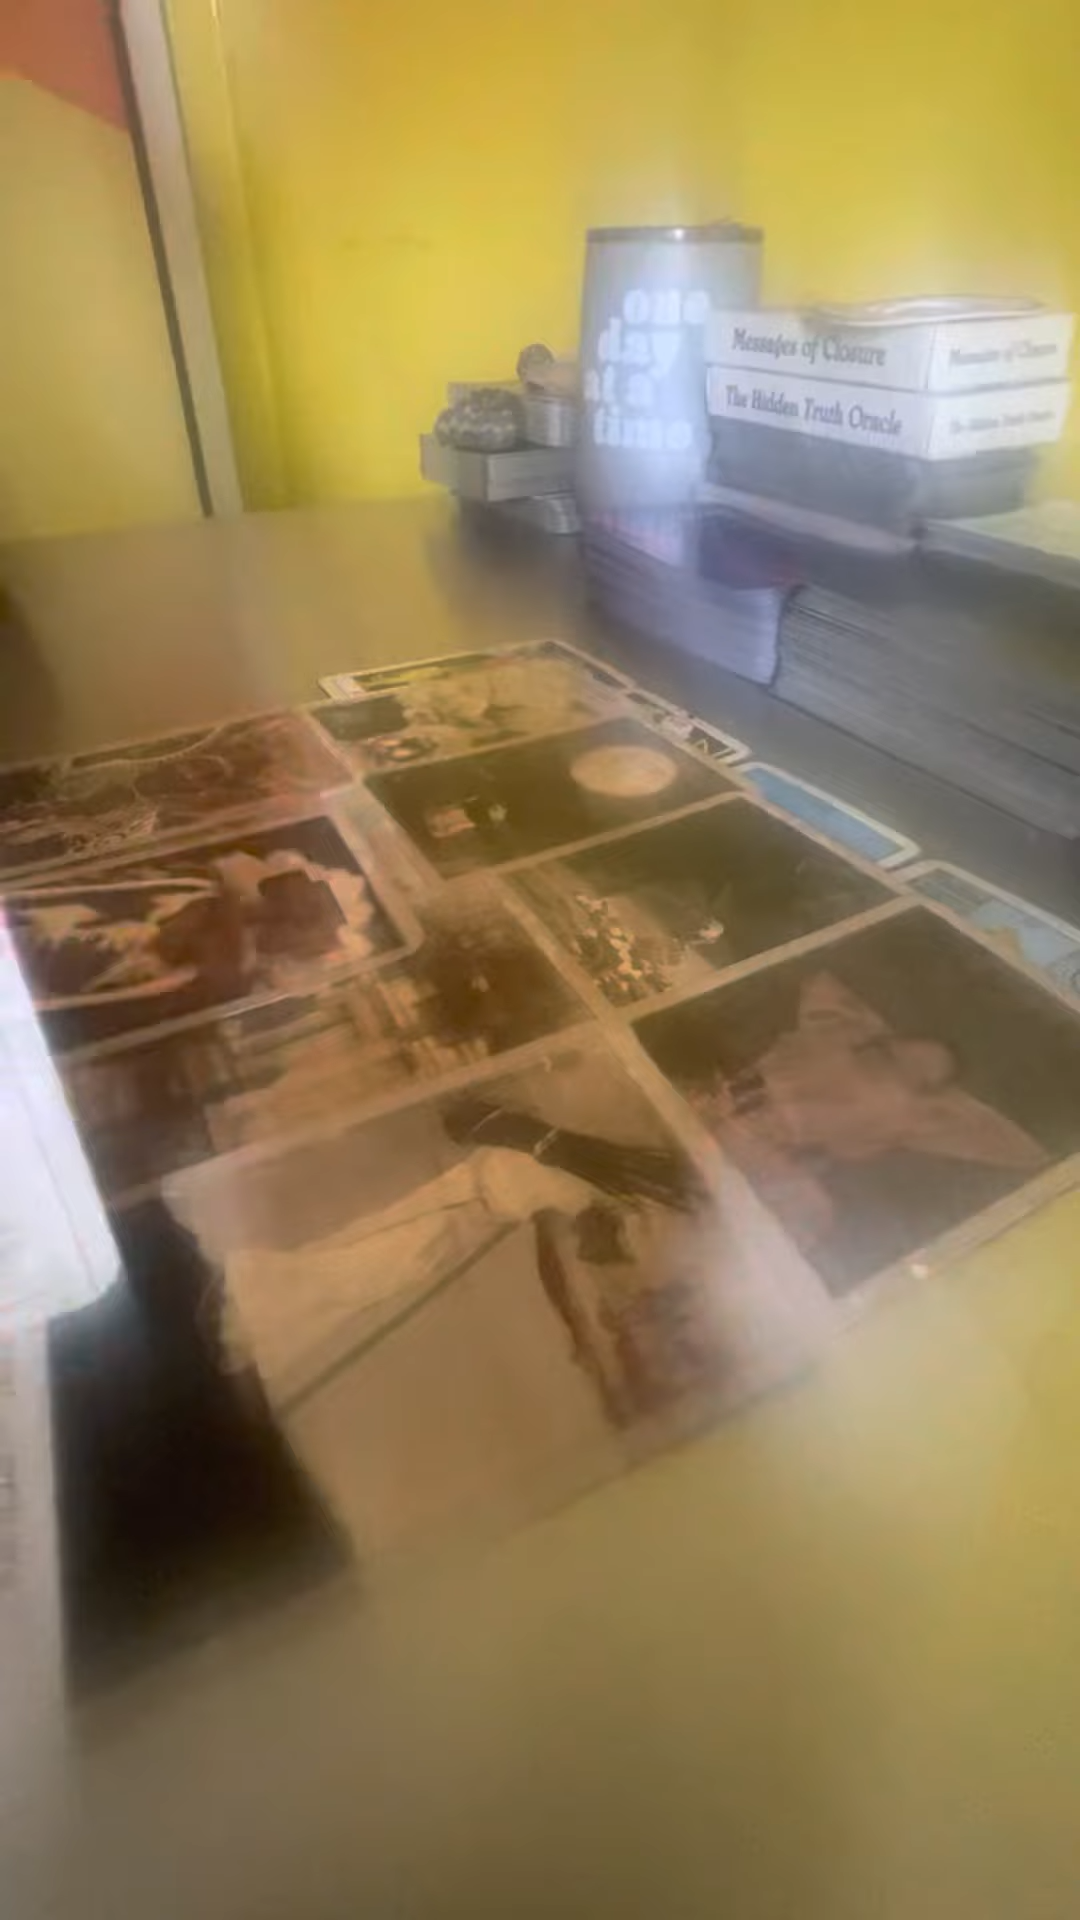 one
day
at a
time
Messages of Closure
Messages of Closure
The Hidden Truth Oracle
The Hidden Truth Oracle